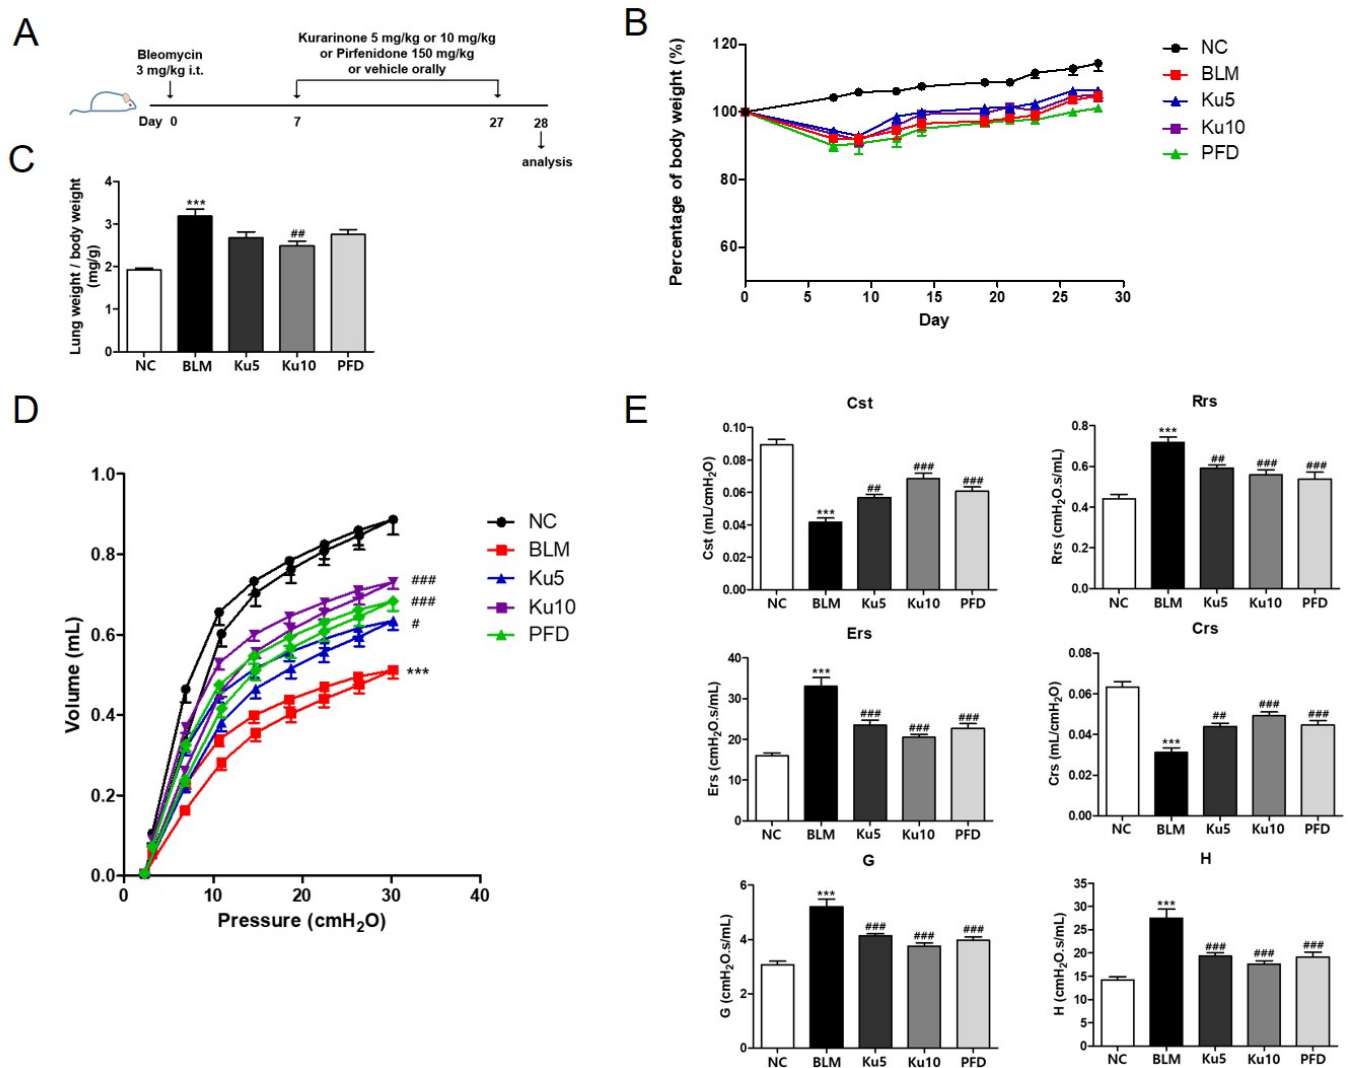 A
Kurarinone 5 mg/kg or 10 mg/kg
or Pirfenidone 150 mg/kg
or vehicle orally
Bleomycin
3 mg/kg i.t.
Day 0 7 27 28
analysis
B
Percentage of body weight (%)
120
100
80
60
0 5 10 15 20 25 30
Day
NC
BLM
Ku5
Ku10
PFD
C
Lung weight / body weight
(mg/g)
4
3
2
1
0
***
##
NC BLM Ku5 Ku10 PFD
D
Volume (mL)
1.0
0.8
0.6
0.4
0.2
0.0
0 10 20 30 40
Pressure (cmH₂O)
###
###
#
***
NC
BLM
Ku5
Ku10
PFD
E
Cst
Cst (mL/cmH₂O)
0.10
0.08
0.06
0.04
0.02
0.00
*** ## ### ###
NC BLM Ku5 Ku10 PFD
Rrs
Rrs (cmH₂O.s/mL)
0.8
0.6
0.4
0.2
0.0
*** ## ### ###
NC BLM Ku5 Ku10 PFD
Ers
Ers (cmH₂O.s/mL)
40
30
20
10
0
*** ### ### ###
NC BLM Ku5 Ku10 PFD
Crs
Crs (mL/cmH₂O)
0.08
0.06
0.04
0.02
0.00
*** ## ### ###
NC BLM Ku5 Ku10 PFD
G
G (cmH₂O.s/mL)
6
4
2
0
*** ### ### ###
NC BLM Ku5 Ku10 PFD
H
H (cmH₂O.s/mL)
35
30
25
20
15
10
5
0
*** ### ### ###
NC BLM Ku5 Ku10 PFD